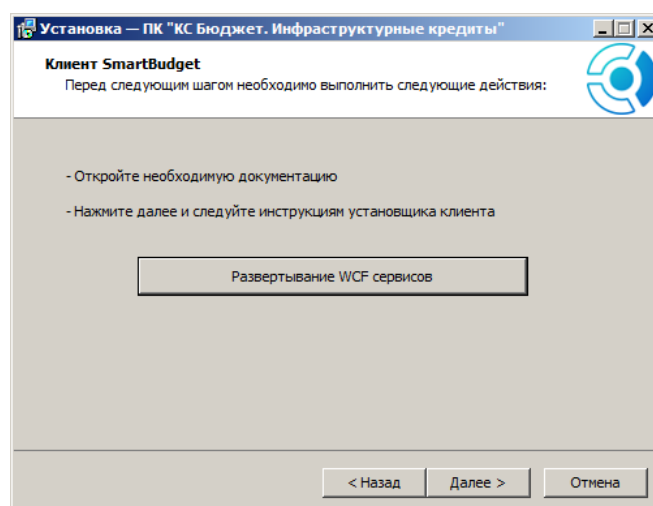 Установка — ПК "КС Бюджет. Инфраструктурные кредиты"
Клиент SmartBudget
Перед следующим шагом необходимо выполнить следующие действия:
- Откройте необходимую документацию
- Нажмите далее и следуйте инструкциям установщика клиента
Развертывание WCF сервисов
< Назад
Далее >
Отмена